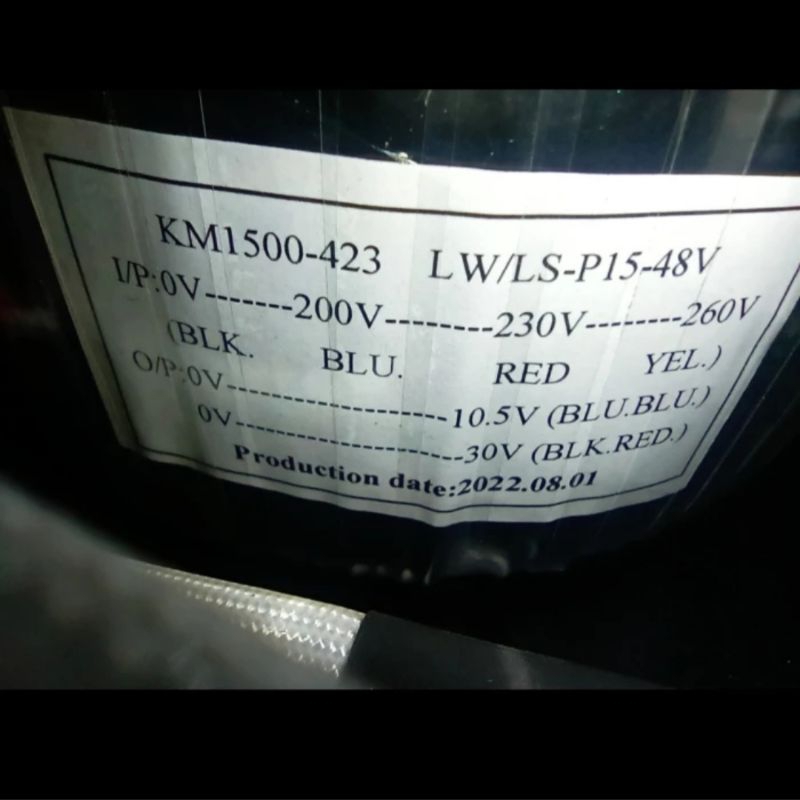 KM1500-423 LW/LS-P15-48V
I/P:0V-------200V--------230V--------260V
(BLK. BLU. RED YEL.)
O/P:0V--------------------10.5V (BLU.BLU.)
0V--------------------30V (BLK.RED.)
Production date:2022.08.01